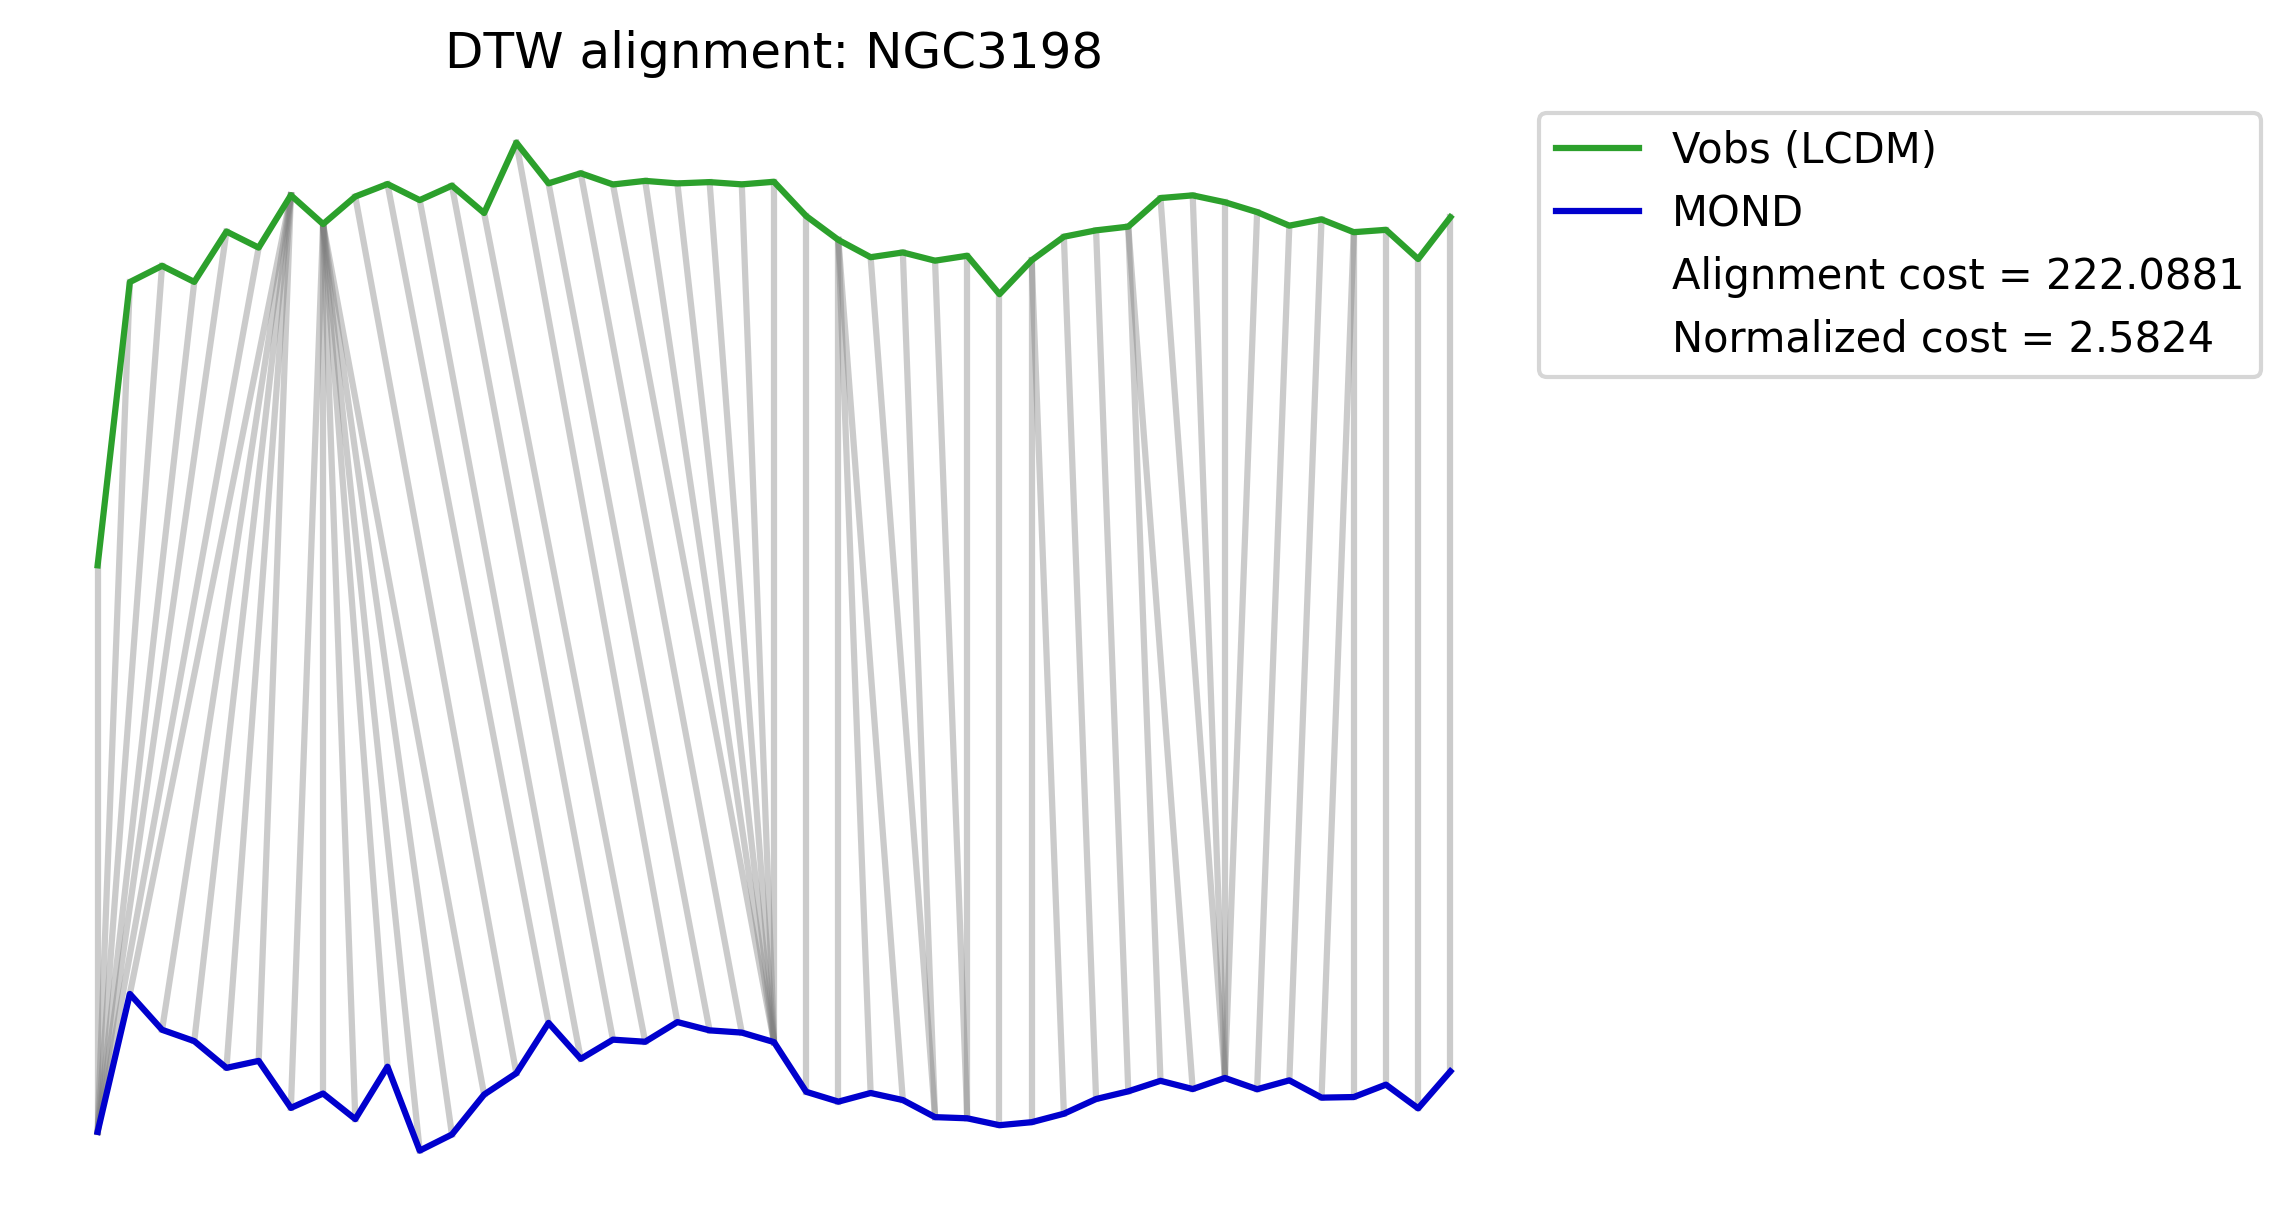 DTW alignment: NGC3198
Vobs (LCDM)
MOND
Alignment cost = 222.0881
Normalized cost = 2.5824